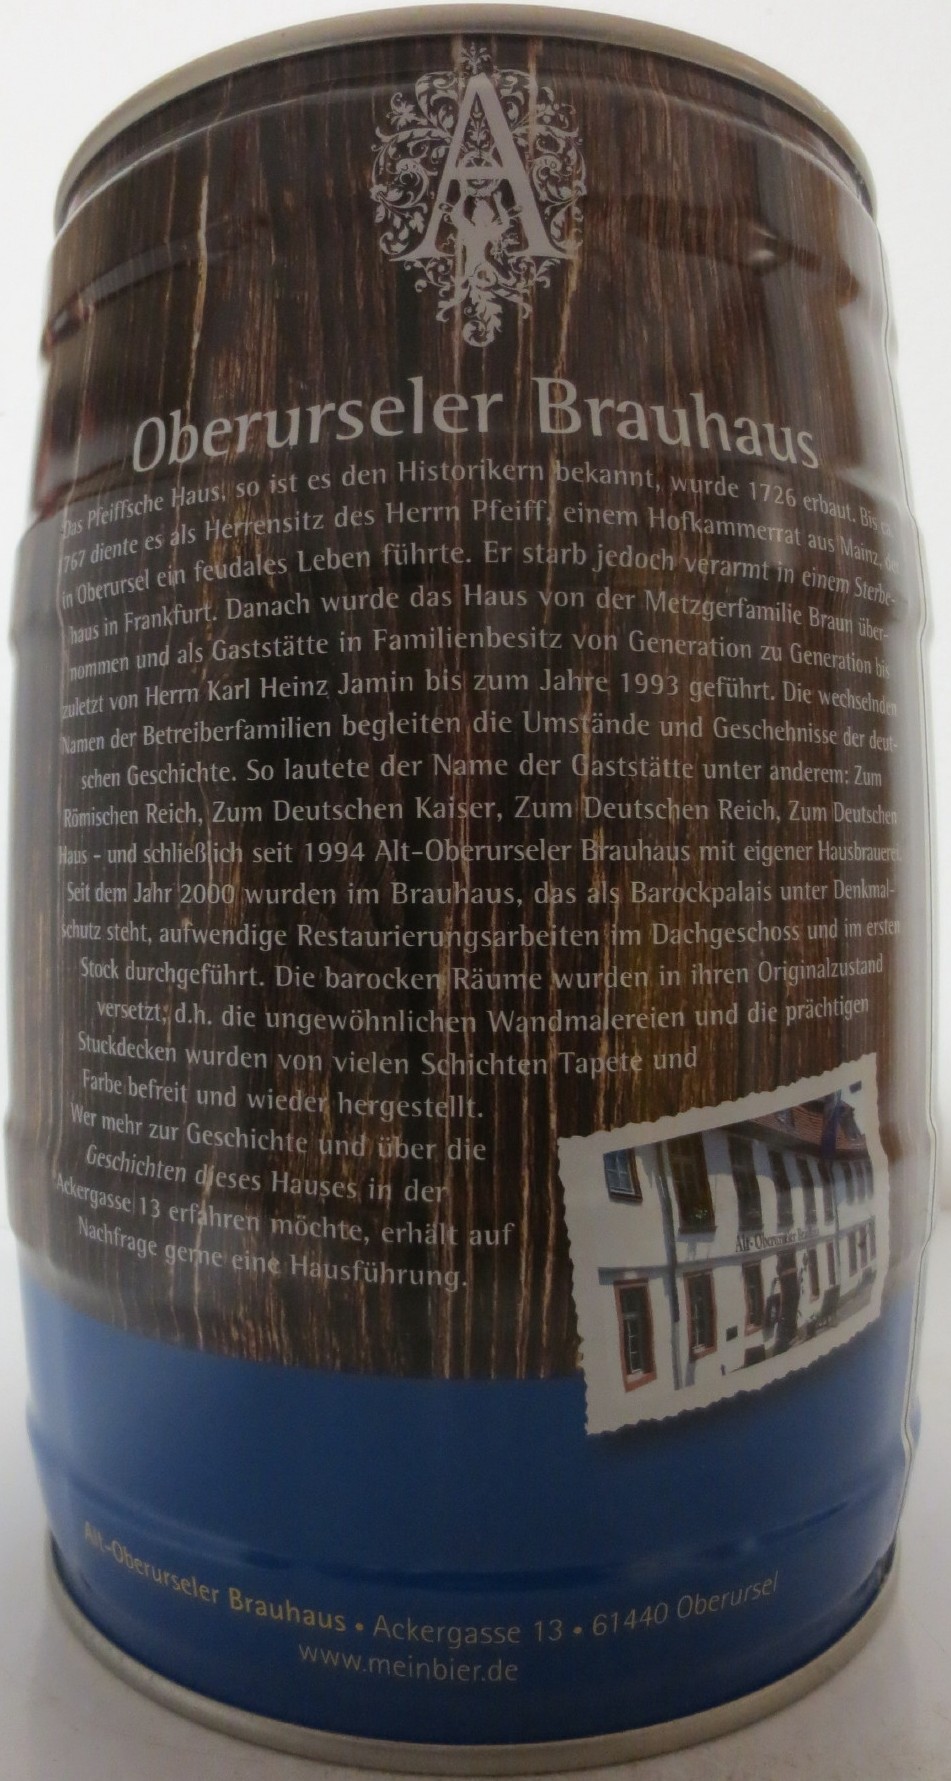 A
Oberurseler Brauhaus
Das Pfeiffsche Haus, so ist es den Historikern bekannt, wurde 1726 erbaut. Bis ca.
767 diente es als Herrensitz des Herrn Pfeiff, einem Hofkammerrat aus Mainz, der
in Oberursel ein feudales Leben führte. Er starb jedoch verarmt in einem Sterbe-
haus in Frankfurt. Danach wurde das Haus von der Metzgerfamilie Braun über-
nommen und als Gaststätte in Familienbesitz von Generation zu Generation bis
zuletzt von Herrn Karl Heinz Jamin bis zum Jahre 1993 geführt. Die wechselnden
Namen der Betreiberfamilien begleiten die Umstände und Geschehnisse der deut-
schen Geschichte. So lautete der Name der Gaststätte unter anderem: Zum
Römischen Reich, Zum Deutschen Kaiser, Zum Deutschen Reich, Zum Deutschen
Haus - und schließlich seit 1994 Alt-Oberurseler Brauhaus mit eigener Hausbrauerei.
Seit dem Jahr 2000 wurden im Brauhaus, das als Barockpalais unter Denkmal-
schutz steht, aufwendige Restaurierungsarbeiten im Dachgeschoss und im ersten
Stock durchgeführt. Die barocken Räume wurden in ihren Originalzustand
versetzt, d.h. die ungewöhnlichen Wandmalereien und die prächtigen
Stuckdecken wurden von vielen Schichten Tapete und
Farbe befreit und wieder hergestellt.
Wer mehr zur Geschichte und über die
Geschichten dieses Hauses in der
Ackergasse 13 erfahren möchte, erhält auf
Nachfrage gerne eine Hausführung.
Alt-Oberurseler Brauhaus
Alt-Oberurseler Brauhaus • Ackergasse 13 • 61440 Oberursel
www.meinbier.de